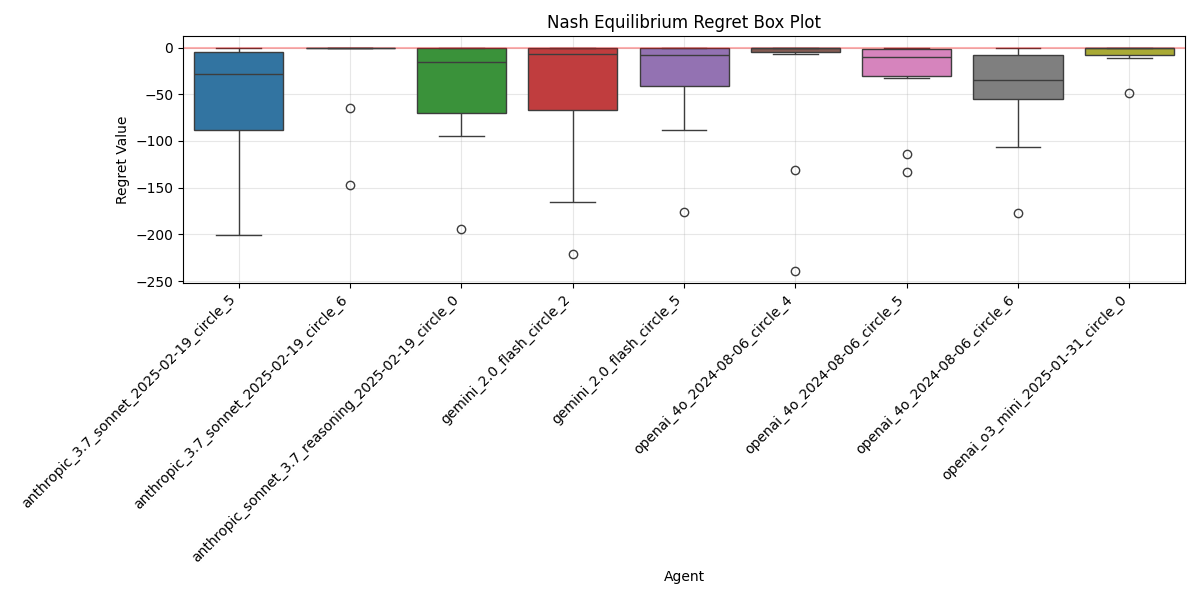 Nash Equilibrium Regret Box Plot
Regret Value
0
−50
−100
−150
−200
−250
anthropic_3.7_sonnet_2025-02-19_circle_5
anthropic_3.7_sonnet_2025-02-19_circle_6
anthropic_sonnet_3.7_reasoning_2025-02-19_circle_0
gemini_2.0_flash_circle_2
gemini_2.0_flash_circle_5
openai_4o_2024-08-06_circle_4
openai_4o_2024-08-06_circle_5
openai_4o_2024-08-06_circle_6
openai_o3_mini_2025-01-31_circle_0
Agent